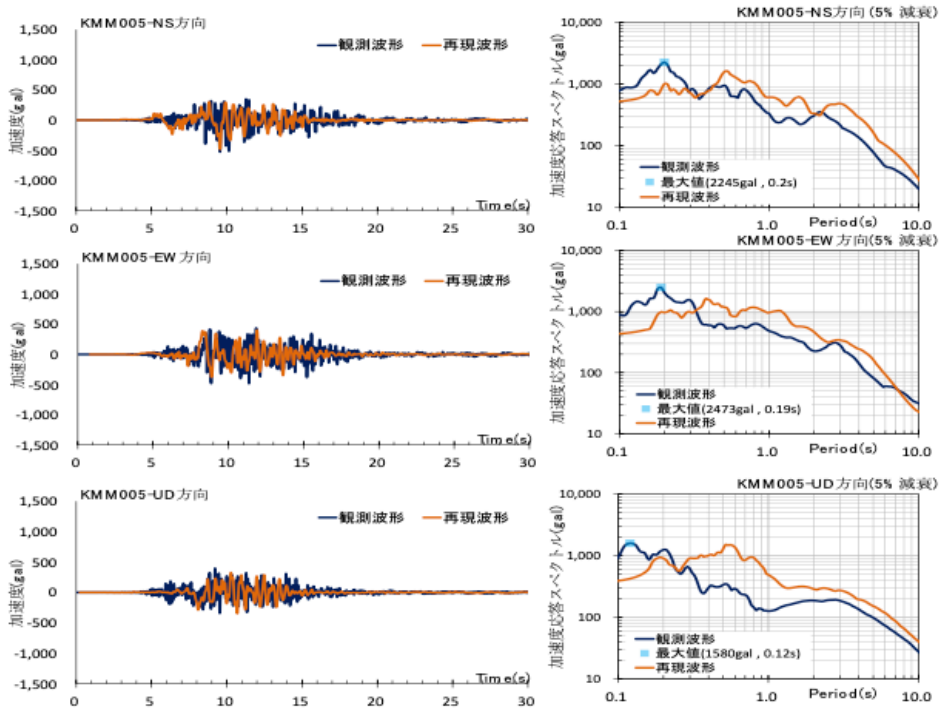 KMM005-NS方向
観測波形 再現波形
加速度(gal)
1,500
1,000
500
0
-500
-1,000
-1,500
Time(s)
0 5 10 15 20 25 30
KMM005-NS方向(5% 減衰)
加速度応答スペクトル(gal)
10,000
1,000
100
10
観測波形
最大値(2245gal , 0.2s)
再現波形
0.1 1.0 10.0
Period(s)
KMM005-EW方向
観測波形 再現波形
加速度(gal)
1,500
1,000
500
0
-500
-1,000
-1,500
Time(s)
0 5 10 15 20 25 30
KMM005-EW方向(5% 減衰)
加速度応答スペクトル(gal)
10,000
1,000
100
10
観測波形
最大値(2473gal , 0.19s)
再現波形
0.1 1.0 10.0
Period(s)
KMM005-UD方向
観測波形 再現波形
加速度(gal)
1,500
1,000
500
0
-500
-1,000
-1,500
Time(s)
0 5 10 15 20 25 30
KMM005-UD方向(5% 減衰)
加速度応答スペクトル(gal)
10,000
1,000
100
10
観測波形
最大値(1580gal , 0.12s)
再現波形
0.1 1.0 10.0
Period(s)